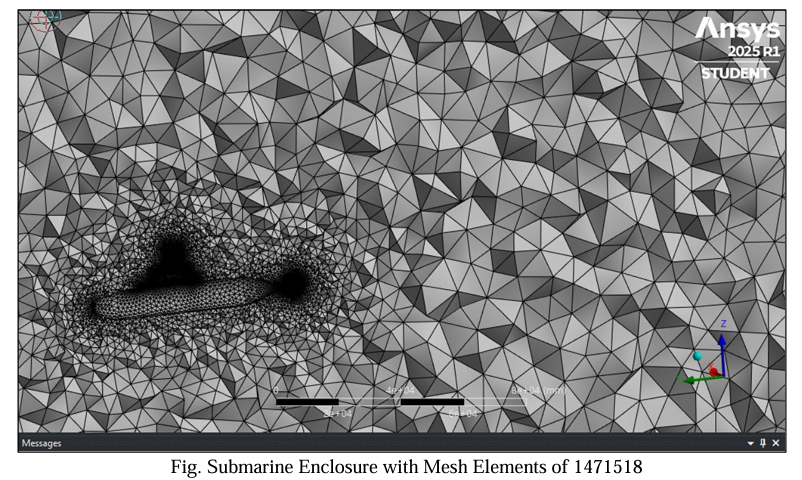 Ansys
2025 R1
STUDENT
Z
0 4e+04 8e+04 (mm)
2e+04 6e+04
Messages
Fig. Submarine Enclosure with Mesh Elements of 1471518